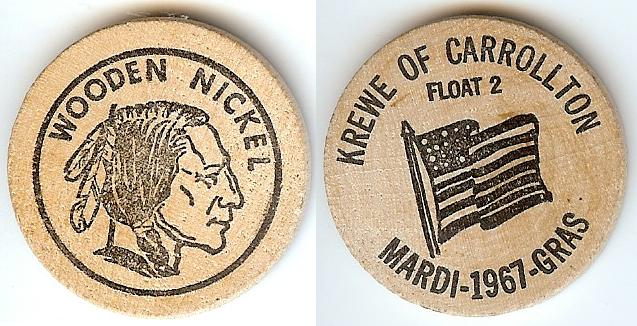 WOODEN NICKEL
KREWE OF CARROLLTON
FLOAT 2
MARDI-1967-GRAS